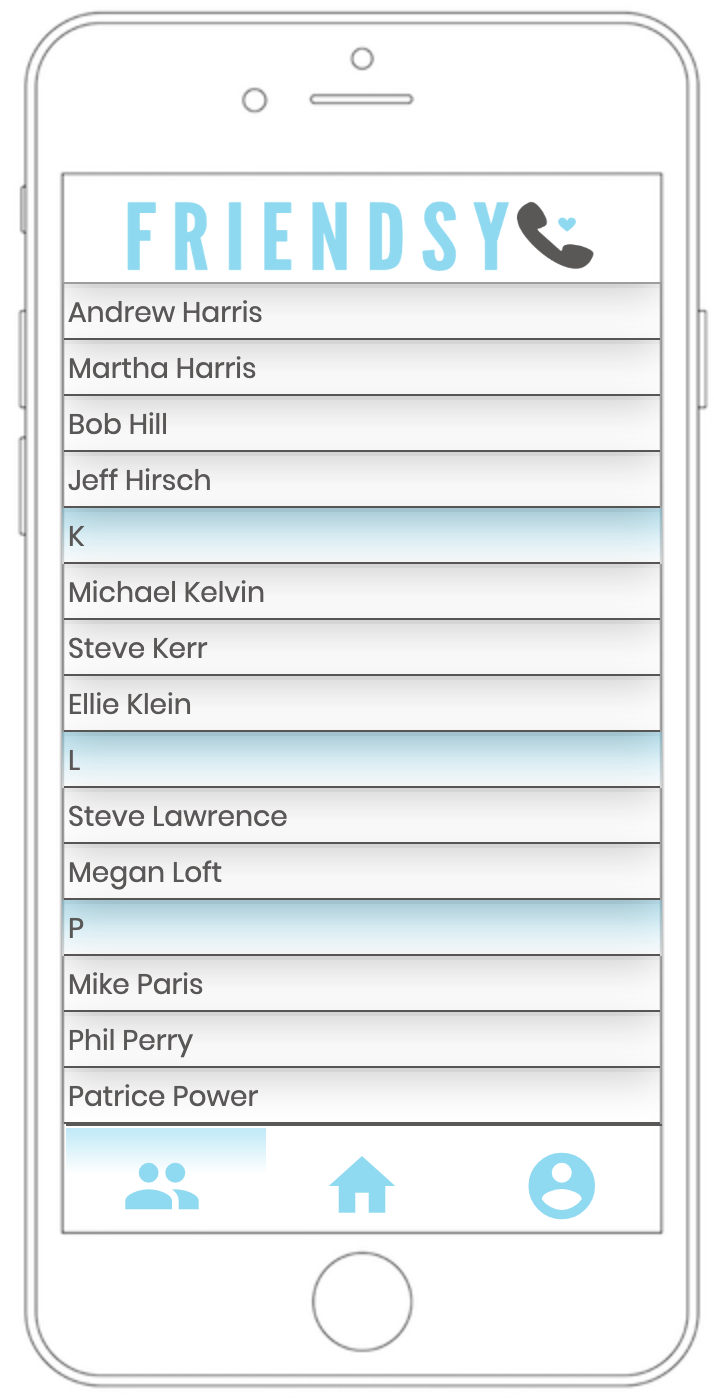 FRIENDSY
Andrew Harris
Martha Harris
Bob Hill
Jeff Hirsch
K
Michael Kelvin
Steve Kerr
Ellie Klein
L
Steve Lawrence
Megan Loft
P
Mike Paris
Phil Perry
Patrice Power